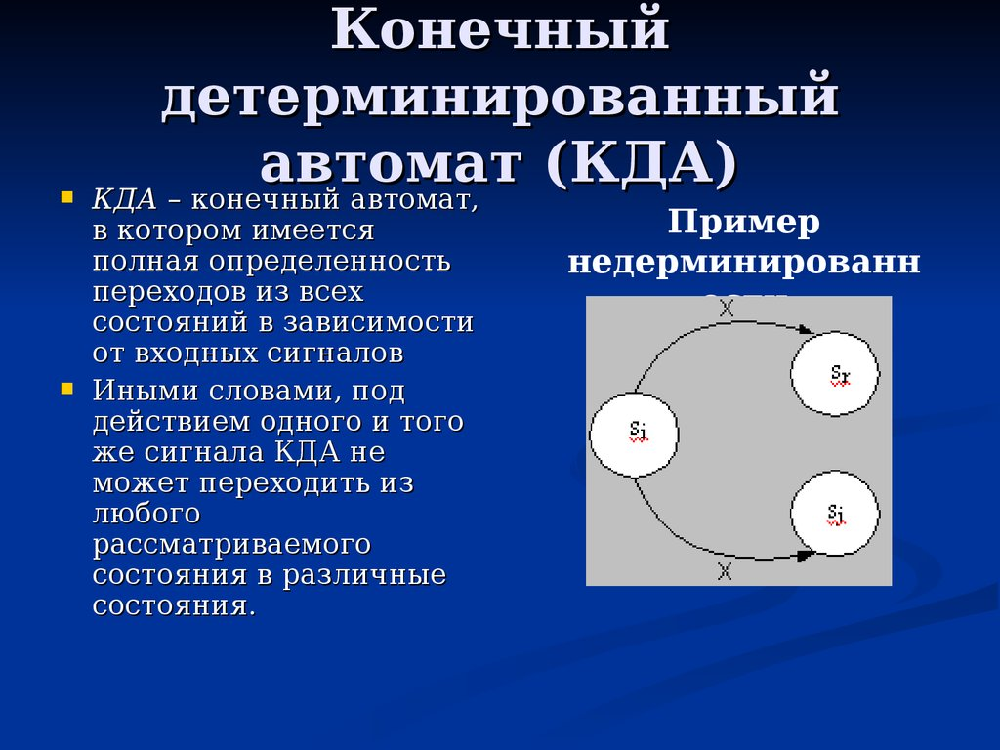 Конечный
детерминированный
автомат (КДА)
КДА – конечный автомат,
в котором имеется
полная определенность
переходов из всех
состояний в зависимости
от входных сигналов
Иными словами, под
действием одного и того
же сигнала КДА не
может переходить из
любого
рассматриваемого
состояния в различные
состояния.
Пример
недерминированн
X
Sr
Si
Sj
X